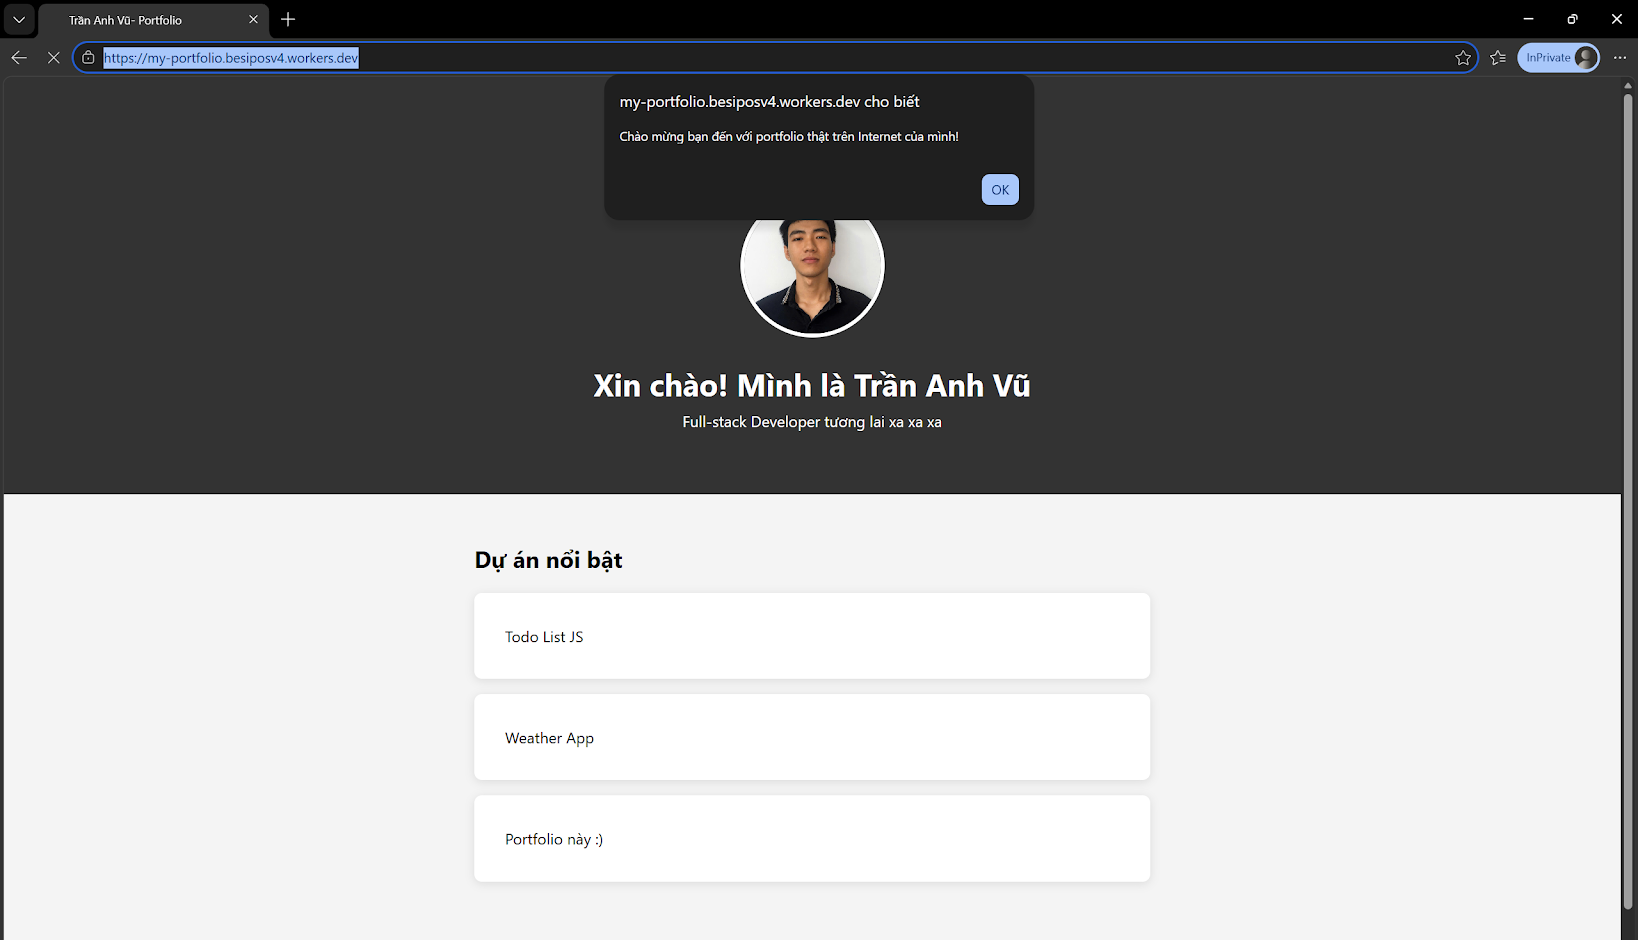 Trần Anh Vũ- Portfolio
https://my-portfolio.besiposv4.workers.dev
InPrivate
my-portfolio.besiposv4.workers.dev cho biết
Chào mừng bạn đến với portfolio thật trên Internet của mình!
OK
Xin chào! Mình là Trần Anh Vũ
Full-stack Developer tương lai xa xa xa
Dự án nổi bật
Todo List JS
Weather App
Portfolio này :)